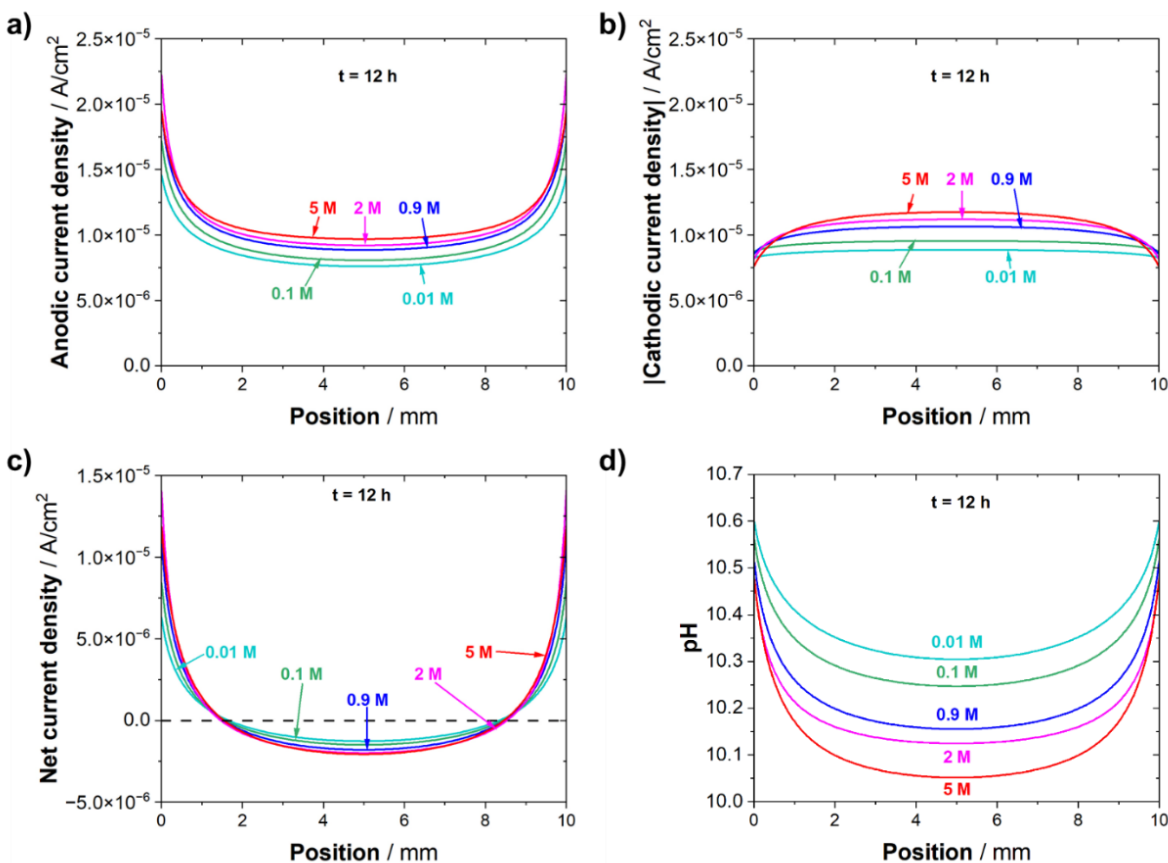 a)
Anodic current density / A/cm²
2.5×10⁻⁵
2.0×10⁻⁵
1.5×10⁻⁵
1.0×10⁻⁵
5.0×10⁻⁶
0.0
t = 12 h
5 M
2 M
0.9 M
0.1 M
0.01 M
0 2 4 6 8 10
Position / mm
b)
|Cathodic current density| / A/cm²
2.5×10⁻⁵
2.0×10⁻⁵
1.5×10⁻⁵
1.0×10⁻⁵
5.0×10⁻⁶
0.0
t = 12 h
5 M
2 M
0.9 M
0.1 M
0.01 M
0 2 4 6 8 10
Position / mm
c)
Net current density / A/cm²
1.5×10⁻⁵
1.0×10⁻⁵
5.0×10⁻⁶
0.0
−5.0×10⁻⁶
t = 12 h
0.01 M
0.1 M
0.9 M
2 M
5 M
0 2 4 6 8 10
Position / mm
d)
pH
10.7
10.6
10.5
10.4
10.3
10.2
10.1
10.0
t = 12 h
0.01 M
0.1 M
0.9 M
2 M
5 M
0 2 4 6 8 10
Position / mm